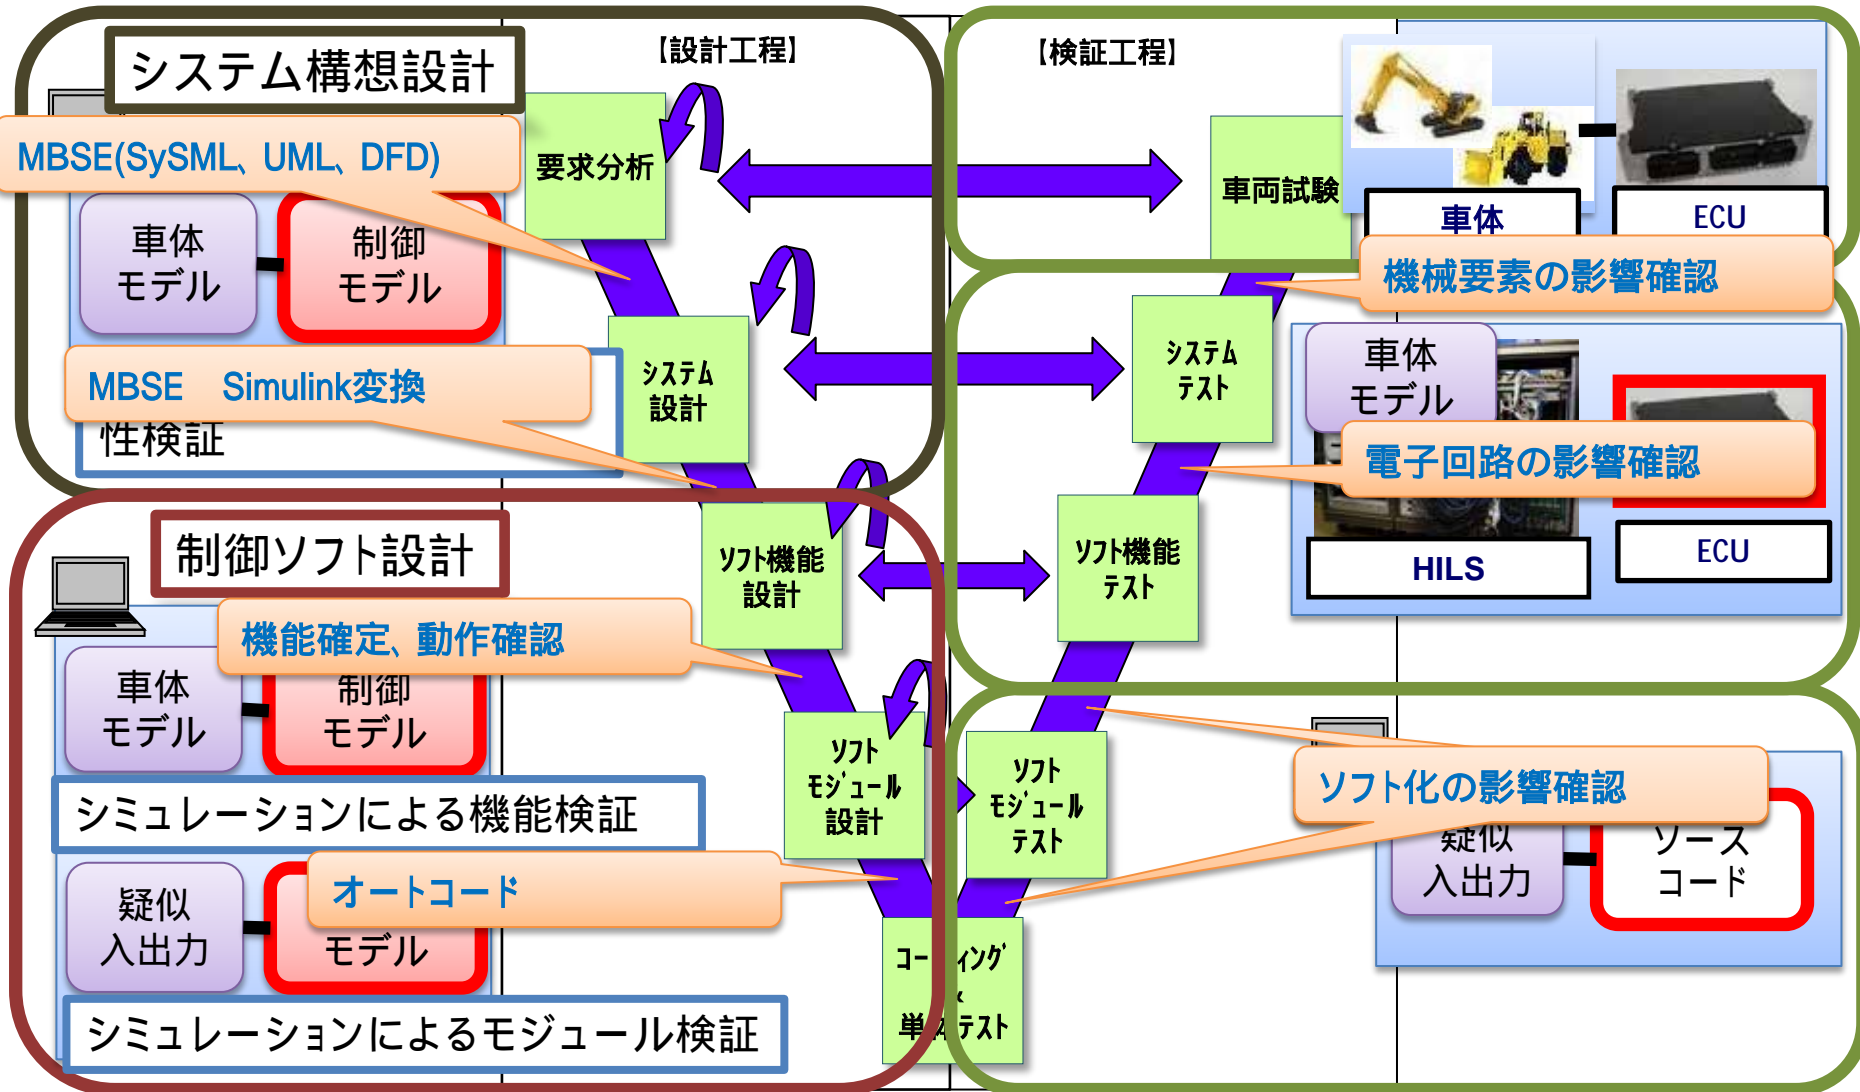 システム構想設計
【設計工程】
【検証工程】
MBSE(SySML、UML、DFD)
要求分析
車両試験
車体
ECU
車体
モデル
制御
モデル
機械要素の影響確認
システム
設計
システム
テスト
車体
モデル
MBSE Simulink変換
性検証
電子回路の影響確認
制御ソフト設計
ソフト機能
設計
ソフト機能
テスト
HILS
ECU
機能確定、動作確認
車体
モデル
制御
モデル
ソフト
モジュール
設計
ソフト
モジュール
テスト
ソフト化の影響確認
シミュレーションによる機能検証
疑似
入出力
ソース
コード
オートコード
疑似
入出力
モデル
コーディング
&
単体テスト
シミュレーションによるモジュール検証